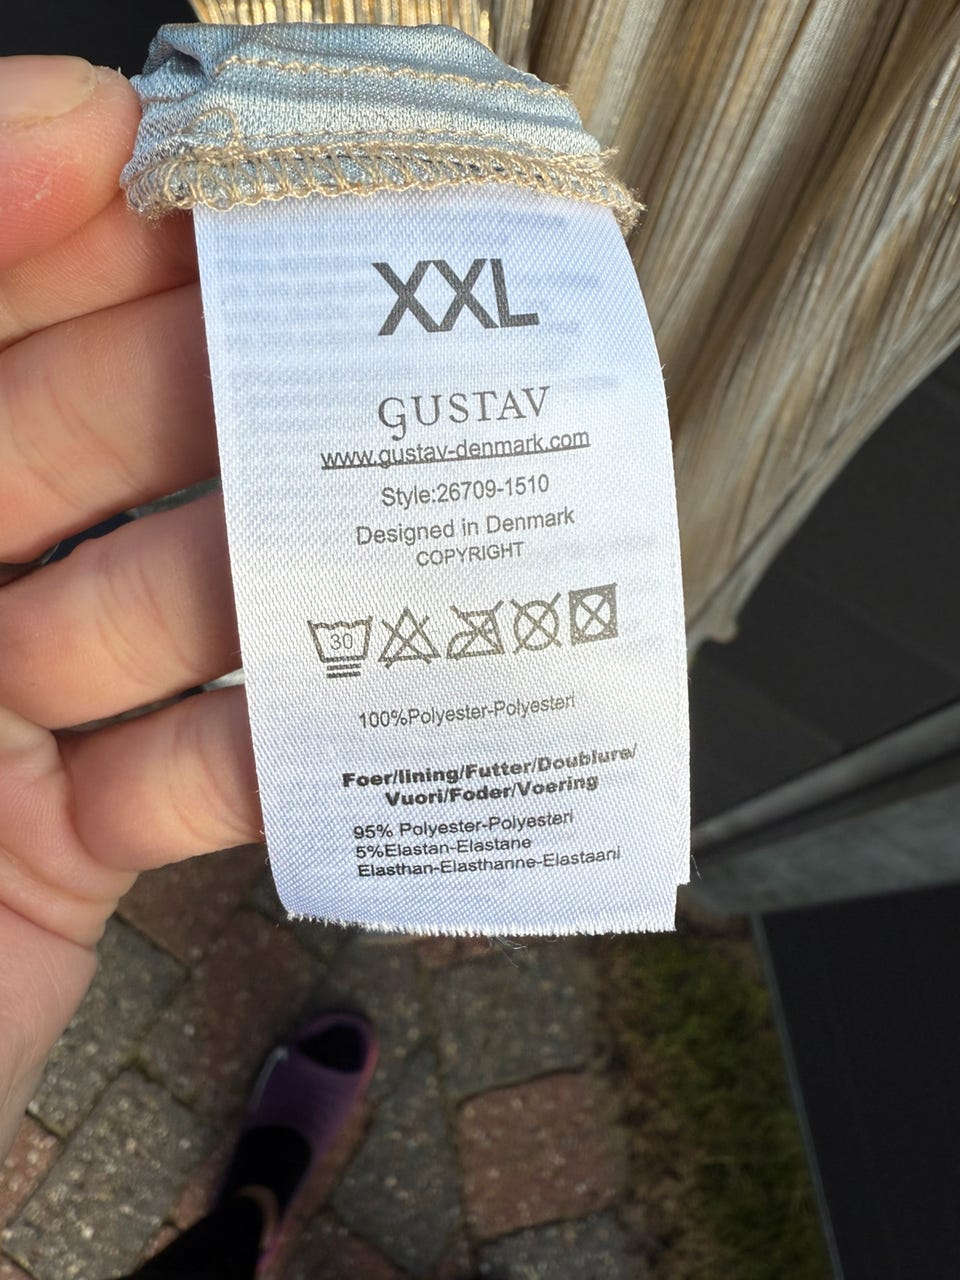 XXL
GUSTAV
www.gustav-denmark.com
Style:26709-1510
Designed in Denmark
COPYRIGHT
30
100%Polyester-Polyesteri
Foer/lining/Futter/Doublure/
Vuori/Foder/Voering
95% Polyester-Polyesteri
5%Elastan-Elastane
Elasthan-Elasthanne-Elastaani